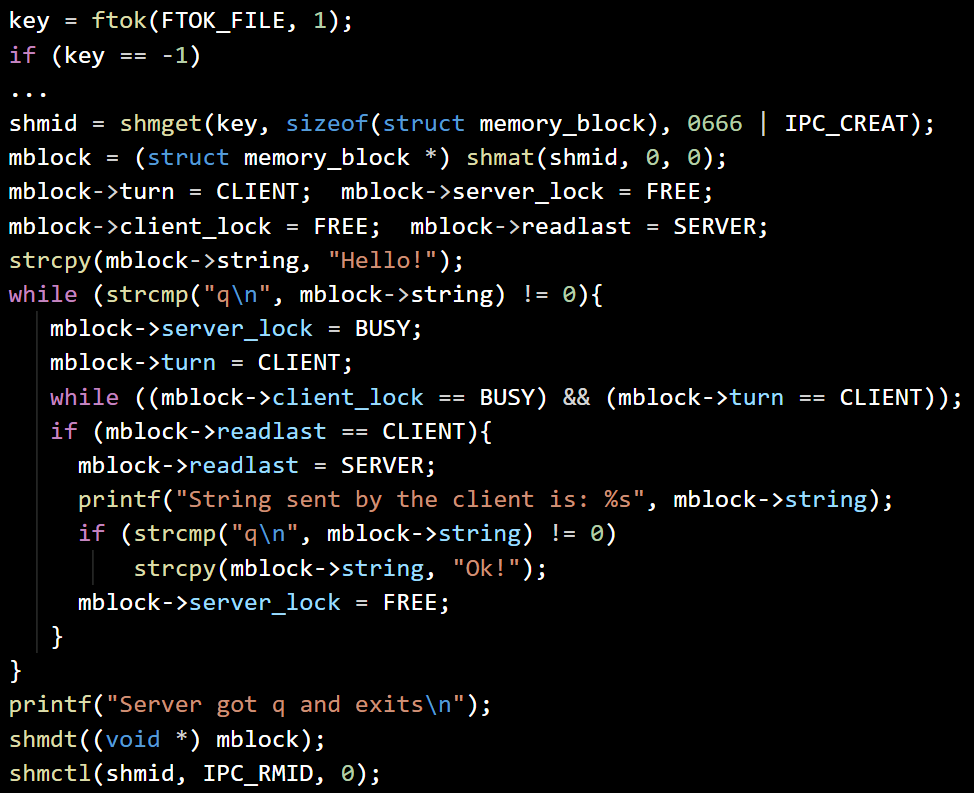 key = ftok(FTOK_FILE, 1);
if (key == -1)
...
shmid = shmget(key, sizeof(struct memory_block), 0666 | IPC_CREAT);
mblock = (struct memory_block *) shmat(shmid, 0, 0);
mblock->turn = CLIENT;  mblock->server_lock = FREE;
mblock->client_lock = FREE;  mblock->readlast = SERVER;
strcpy(mblock->string, "Hello!");
while (strcmp("q\n", mblock->string) != 0){
   mblock->server_lock = BUSY;
   mblock->turn = CLIENT;
   while ((mblock->client_lock == BUSY) && (mblock->turn == CLIENT));
   if (mblock->readlast == CLIENT){
     mblock->readlast = SERVER;
     printf("String sent by the client is: %s", mblock->string);
     if (strcmp("q\n", mblock->string) != 0)
         strcpy(mblock->string, "Ok!");
     mblock->server_lock = FREE;
   }
}
printf("Server got q and exits\n");
shmdt((void *) mblock);
shmctl(shmid, IPC_RMID, 0);